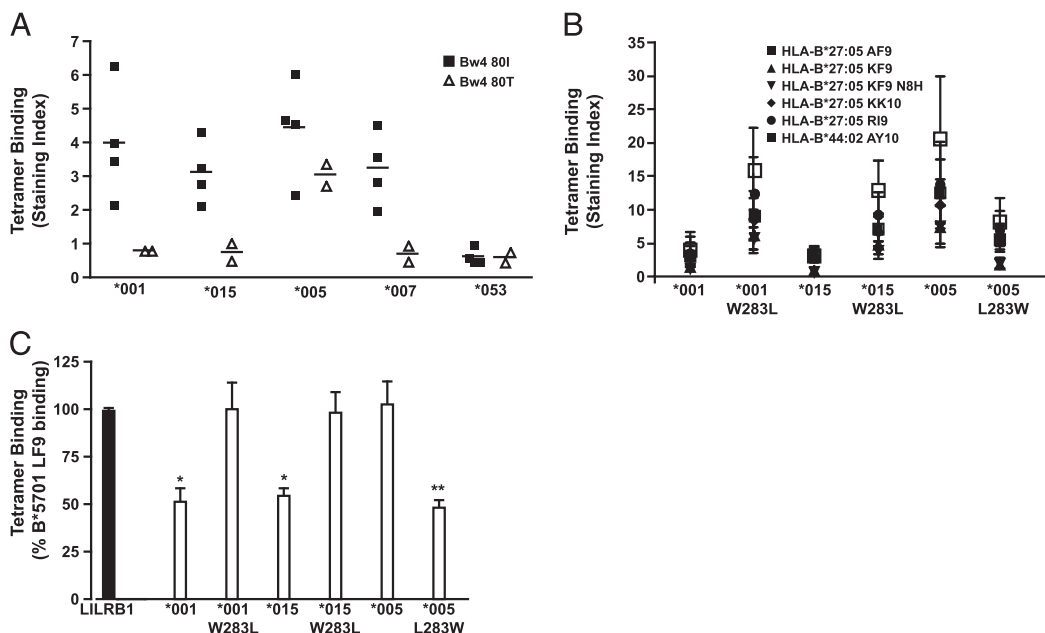 A
Tetramer Binding
(Staining Index)
7
6
5
4
3
2
1
0
Bw4 80I
Bw4 80T
*001
*015
*005
*007
*053
B
Tetramer Binding
(Staining Index)
35
30
25
20
15
10
5
0
HLA-B*27:05 AF9
HLA-B*27:05 KF9
HLA-B*27:05 KF9 N8H
HLA-B*27:05 KK10
HLA-B*27:05 RI9
HLA-B*44:02 AY10
*001
*001
W283L
*015
*015
W283L
*005
*005
L283W
C
Tetramer Binding
(% B*5701 LF9 binding)
125
100
75
50
25
0
*
*
**
LILRB1
*001
*001
W283L
*015
*015
W283L
*005
*005
L283W